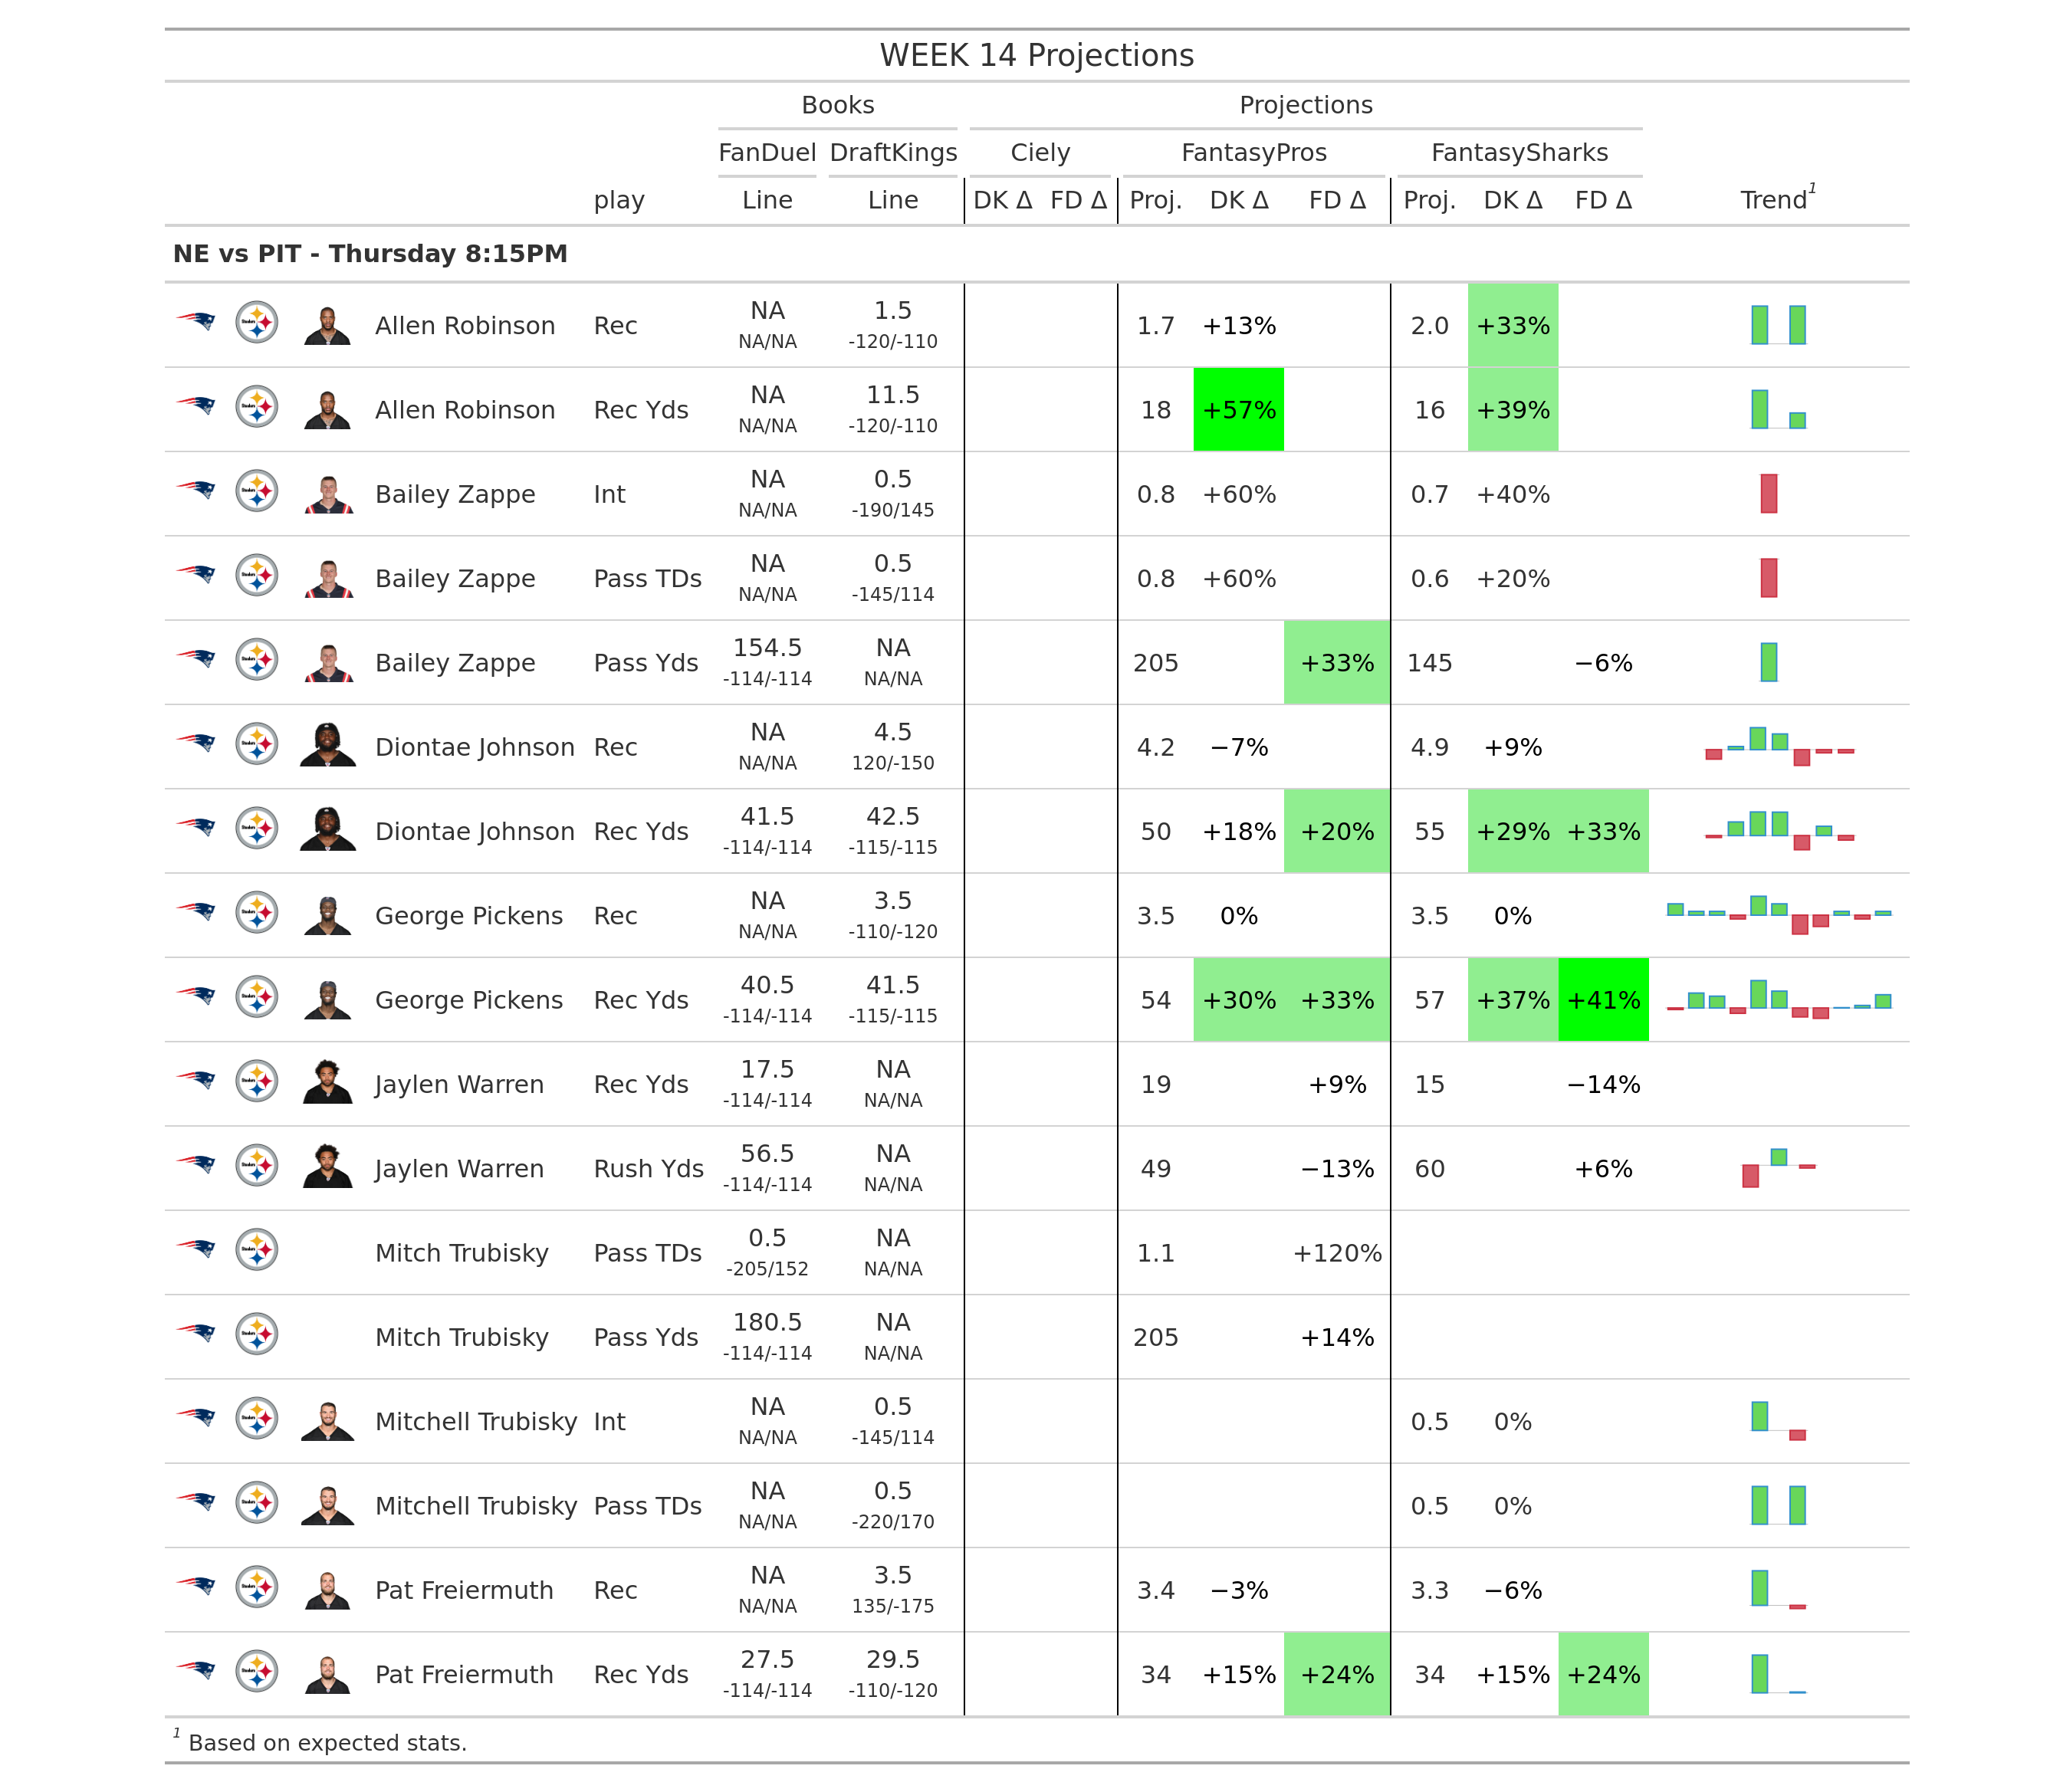 WEEK 14 Projections
Books Projections
FanDuel DraftKings Ciely FantasyPros FantasySharks
play Line Line DK Δ FD Δ Proj. DK Δ FD Δ Proj. DK Δ FD Δ Trend1
NE vs PIT - Thursday 8:15PM
Allen Robinson Rec NA NA/NA 1.5 -120/-110 1.7 +13% 2.0 +33%
Allen Robinson Rec Yds NA NA/NA 11.5 -120/-110 18 +57% 16 +39%
Bailey Zappe Int NA NA/NA 0.5 -190/145 0.8 +60% 0.7 +40%
Bailey Zappe Pass TDs NA NA/NA 0.5 -145/114 0.8 +60% 0.6 +20%
Bailey Zappe Pass Yds 154.5 -114/-114 NA NA/NA 205 +33% 145 −6%
Diontae Johnson Rec NA NA/NA 4.5 120/-150 4.2 −7% 4.9 +9%
Diontae Johnson Rec Yds 41.5 -114/-114 42.5 -115/-115 50 +18% +20% 55 +29% +33%
George Pickens Rec NA NA/NA 3.5 -110/-120 3.5 0% 3.5 0%
George Pickens Rec Yds 40.5 -114/-114 41.5 -115/-115 54 +30% +33% 57 +37% +41%
Jaylen Warren Rec Yds 17.5 -114/-114 NA NA/NA 19 +9% 15 −14%
Jaylen Warren Rush Yds 56.5 -114/-114 NA NA/NA 49 −13% 60 +6%
Mitch Trubisky Pass TDs 0.5 -205/152 NA NA/NA 1.1 +120%
Mitch Trubisky Pass Yds 180.5 -114/-114 NA NA/NA 205 +14%
Mitchell Trubisky Int NA NA/NA 0.5 -145/114 0.5 0%
Mitchell Trubisky Pass TDs NA NA/NA 0.5 -220/170 0.5 0%
Pat Freiermuth Rec NA NA/NA 3.5 135/-175 3.4 −3% 3.3 −6%
Pat Freiermuth Rec Yds 27.5 -114/-114 29.5 -110/-120 34 +15% +24% 34 +15% +24%
1 Based on expected stats.